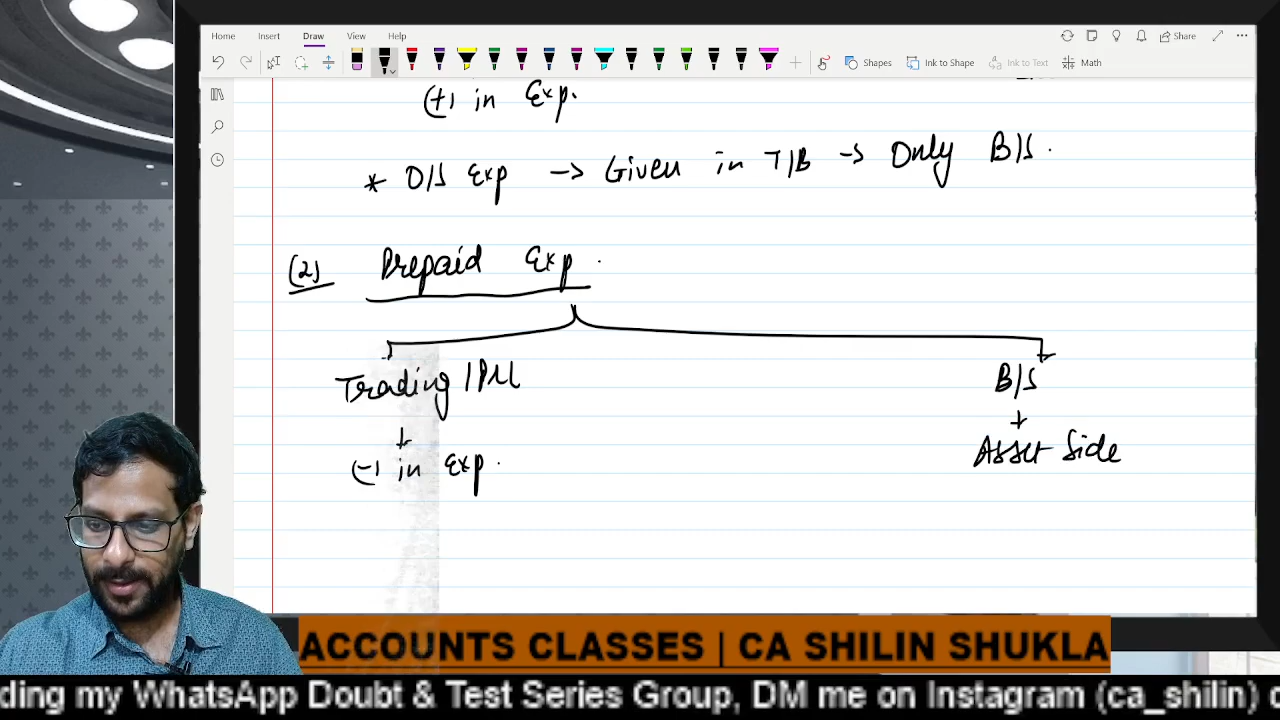 Home Insert Draw View Help
Share
Shapes Ink to Shape Ink to Text Math
(+) in Exp.
* O/S Exp -> Given in T/B -> Only B/S.
(2) Prepaid Exp.
Trading / P&L B/S
(-) in Exp. Asset Side
ACCOUNTS CLASSES | CA SHILIN SHUKLA
ding my WhatsApp Doubt & Test Series Group, DM me on Instagram (ca_shilin)